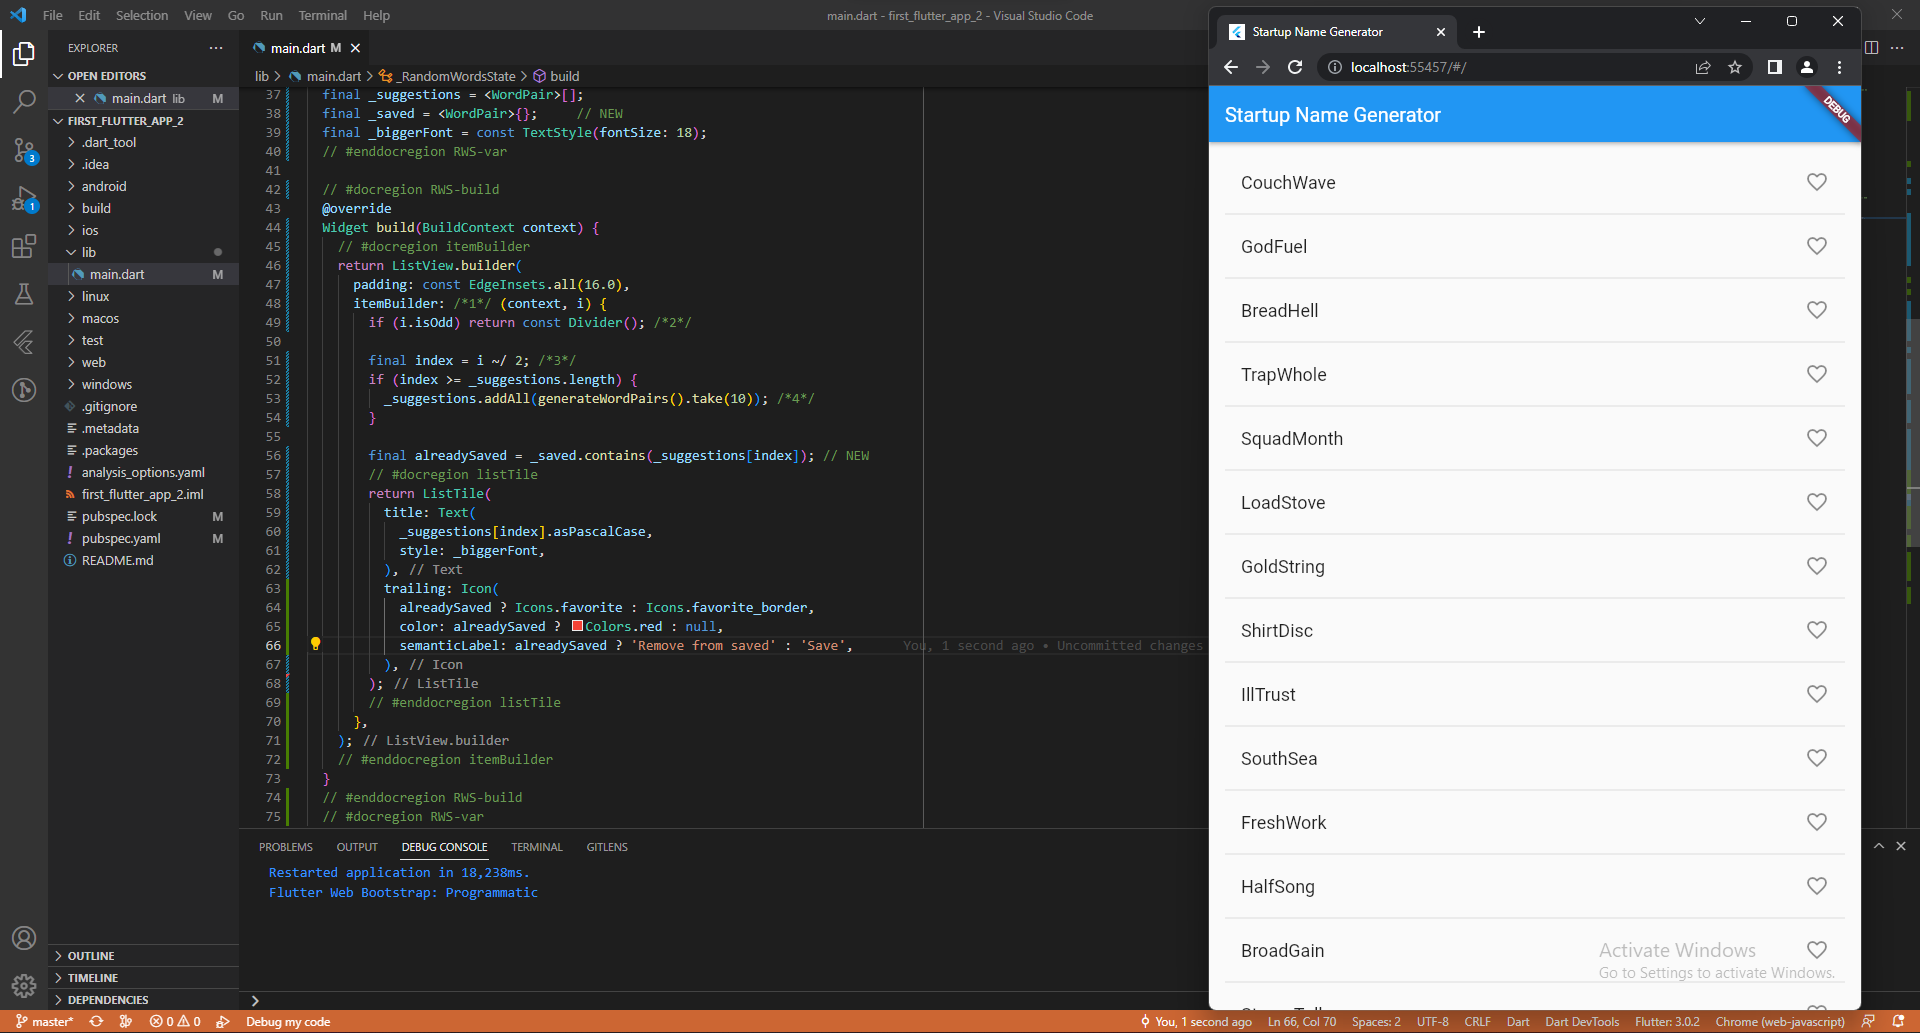 File Edit Selection View Go Run Terminal Help
main.dart - first_flutter_app_2 - Visual Studio Code
EXPLORER
OPEN EDITORS
main.dart lib M
FIRST_FLUTTER_APP_2
.dart_tool
.idea
android
build
ios
lib
main.dart M
linux
macos
test
web
windows
.gitignore
.metadata
.packages
analysis_options.yaml
first_flutter_app_2.iml
pubspec.lock M
pubspec.yaml M
README.md
OUTLINE
TIMELINE
DEPENDENCIES
3
1
main.dart M
lib > main.dart > _RandomWordsState > build
37 final _suggestions = <WordPair>[];
38 final _saved = <WordPair>{}; // NEW
39 final _biggerFont = const TextStyle(fontSize: 18);
40 // #enddocregion RWS-var
41
42 // #docregion RWS-build
43 @override
44 Widget build(BuildContext context) {
45 // #docregion itemBuilder
46 return ListView.builder(
47 padding: const EdgeInsets.all(16.0),
48 itemBuilder: /*1*/ (context, i) {
49 if (i.isOdd) return const Divider(); /*2*/
50
51 final index = i ~/ 2; /*3*/
52 if (index >= _suggestions.length) {
53 _suggestions.addAll(generateWordPairs().take(10)); /*4*/
54 }
55
56 final alreadySaved = _saved.contains(_suggestions[index]); // NEW
57 // #docregion listTile
58 return ListTile(
59 title: Text(
60 _suggestions[index].asPascalCase,
61 style: _biggerFont,
62 ), // Text
63 trailing: Icon(
64 alreadySaved ? Icons.favorite : Icons.favorite_border,
65 color: alreadySaved ? Colors.red : null,
66 semanticLabel: alreadySaved ? 'Remove from saved' : 'Save', You, 1 second ago • Uncommitted changes
67 ), // Icon
68 ); // ListTile
69 // #enddocregion listTile
70 },
71 ); // ListView.builder
72 // #enddocregion itemBuilder
73 }
74 // #enddocregion RWS-build
75 // #docregion RWS-var
PROBLEMS OUTPUT DEBUG CONSOLE TERMINAL GITLENS
Restarted application in 18,238ms.
Flutter Web Bootstrap: Programmatic
Startup Name Generator
localhost:55457/#/
Startup Name Generator
DEBUG
CouchWave
GodFuel
BreadHell
TrapWhole
SquadMonth
LoadStove
GoldString
ShirtDisc
IllTrust
SouthSea
FreshWork
HalfSong
BroadGain
Activate Windows
Go to Settings to activate Windows.
master* 0 0 Debug my code
You, 1 second ago Ln 66, Col 70 Spaces: 2 UTF-8 CRLF Dart Dart DevTools Flutter: 3.0.2 Chrome (web-javascript)